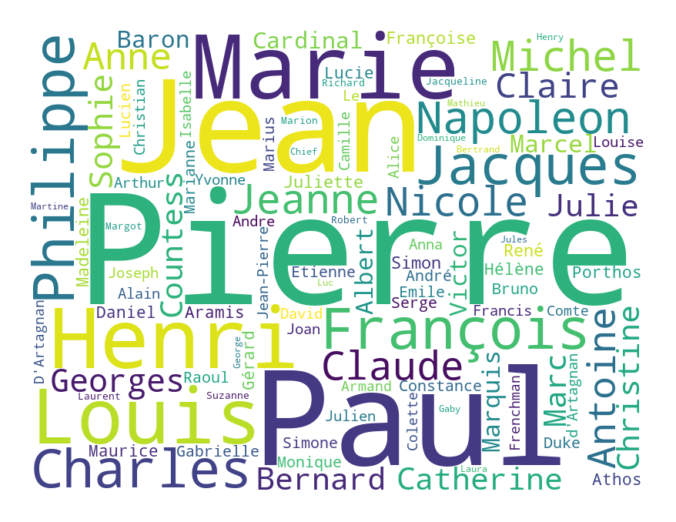 Henry
Baron
Cardinal
Françoise
Marie
Michel
Anne
Philippe
Sophie
Lucien
Christian
Isabelle
Lucie
Richard
Jacqueline
Claire
Jean
Le
Mathieu
Napoleon
Marius
Marion
Camille
Dominique
Marcel
Louise
Chief
Alice
Bertrand
Jacques
Arthur
Yvonne
Marianne
Juliette
Martine
Madeleine
Countess
Jeanne
Nicole
Julie
Pierre
Margot
Andre
Robert
Jules
Jean-Pierre
Albert
Anna
Victor
René
Joseph
Etienne
Simon
André
Hélène
Porthos
Luc
Alain
Emile
Bruno
D'Artagnan
Daniel
Aramis
David
Serge
Francis
Comte
Henri
Joan
François
Antoine
Christine
George
Gérard
Claude
Marc
d'Artagnan
Georges
Raoul
Armand
Constance
Marquis
Frenchman
Laurent
Suzanne
Louis
Paul
Julien
Colette
Gaby
Duke
Simone
Maurice
Gabrielle
Charles
Monique
Laura
Bernard
Catherine
Athos